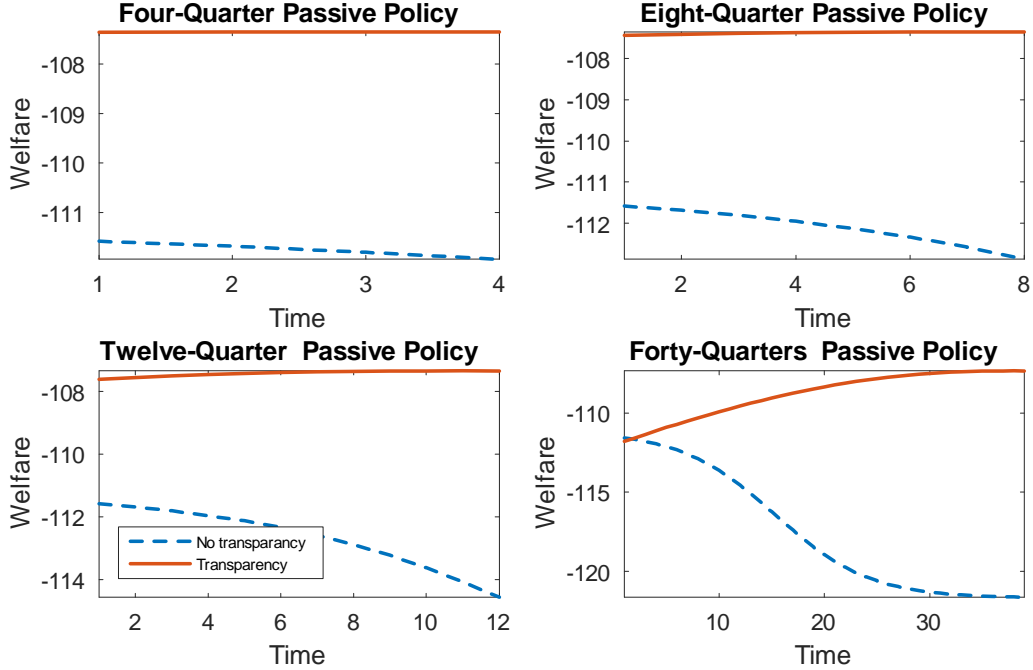 Four-Quarter Passive Policy
Welfare
-108
-109
-110
-111
1
2
3
4
Time
Eight-Quarter Passive Policy
Welfare
-108
-109
-110
-111
-112
2
4
6
8
Time
Twelve-Quarter  Passive Policy
Welfare
-108
-110
-112
-114
No transparancy
Transparency
2
4
6
8
10
12
Time
Forty-Quarters  Passive Policy
Welfare
-110
-115
-120
10
20
30
Time